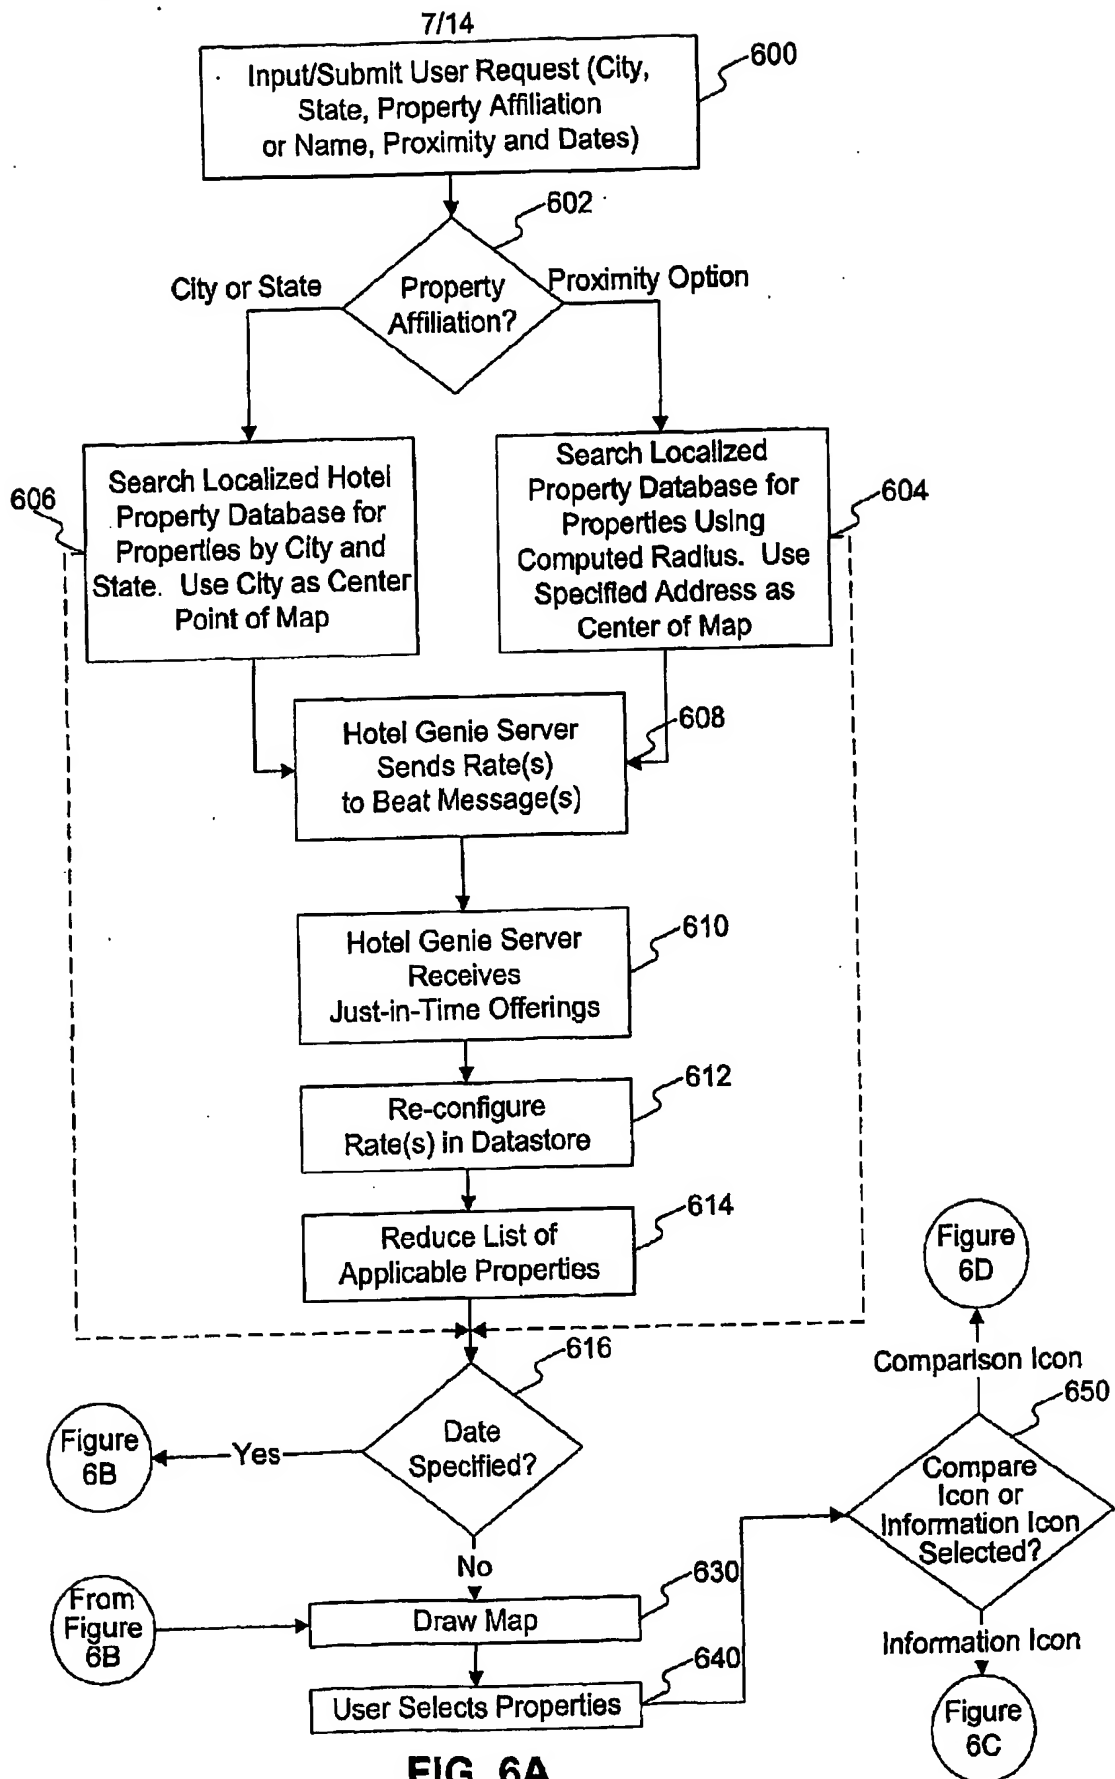 7/14
Input/Submit User Request (City,
State, Property Affiliation
or Name, Proximity and Dates)
600
602
City or State
Property
Affiliation?
Proximity Option
606
Search Localized Hotel
Property Database for
Properties by City and
State. Use City as Center
Point of Map
Search Localized
Property Database for
Properties Using
Computed Radius. Use
Specified Address as
Center of Map
604
Hotel Genie Server
Sends Rate(s)
to Beat Message(s)
608
Hotel Genie Server
Receives
Just-in-Time Offerings
610
Re-configure
Rate(s) in Datastore
612
Reduce List of
Applicable Properties
614
Figure
6D
616
Comparison Icon
650
Figure
6B
Yes
Date
Specified?
Compare
Icon or
Information Icon
Selected?
No
From
Figure
6B
Draw Map
630
Information Icon
User Selects Properties
640
Figure
6C
FIG. 6A